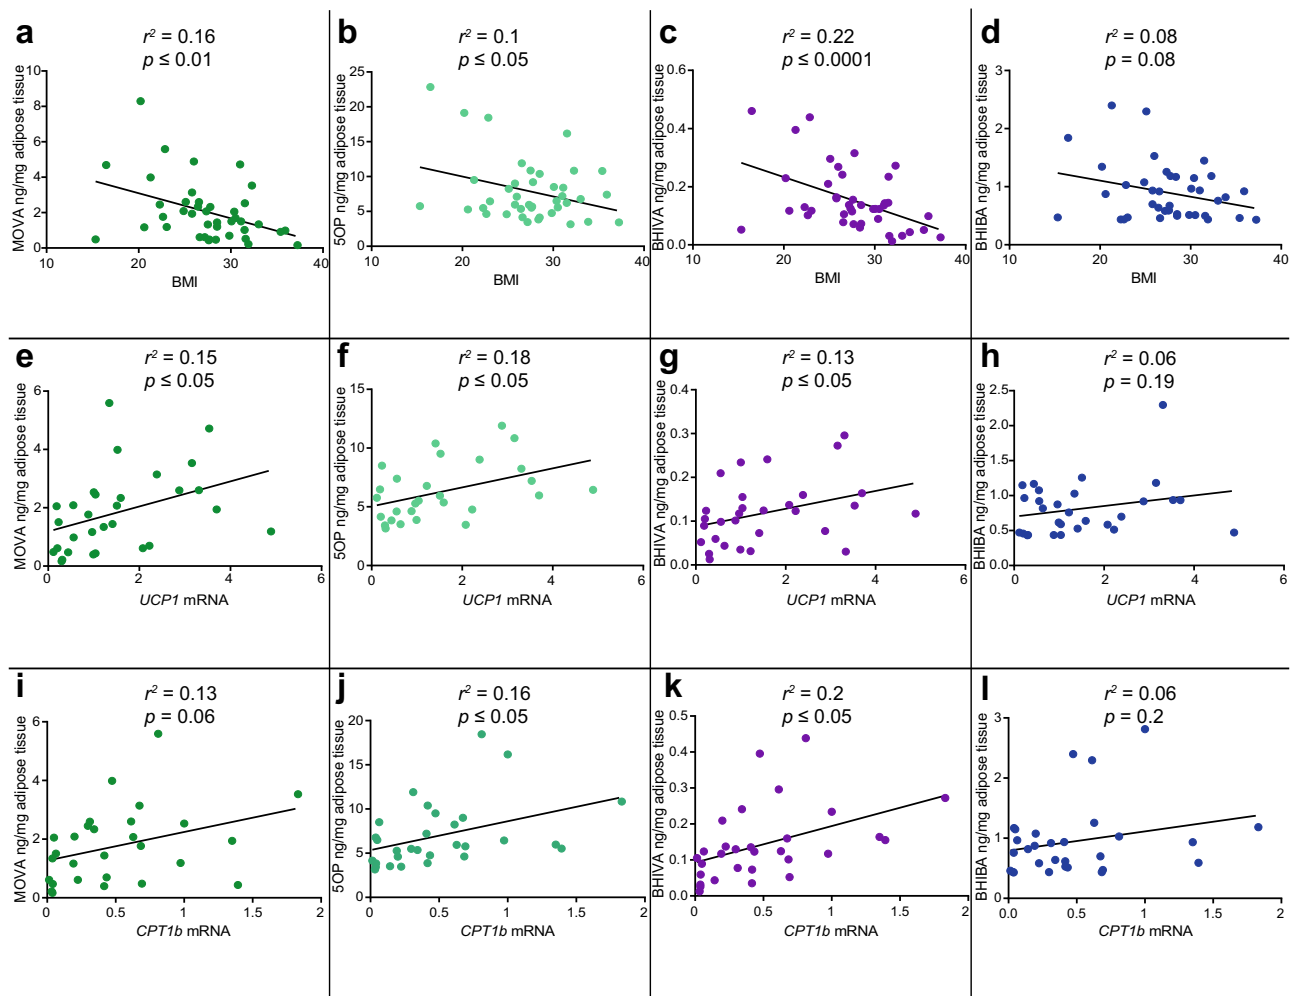 a
r² = 0.16
p ≤ 0.01
MOVA ng/mg adipose tissue
10
8
6
4
2
0
10 20 30 40
BMI
b
r² = 0.1
p ≤ 0.05
5OP ng/mg adipose tissue
25
20
15
10
5
0
10 20 30 40
BMI
c
r² = 0.22
p ≤ 0.0001
BHIVA ng/mg adipose tissue
0.6
0.4
0.2
0.0
10 20 30 40
BMI
d
r² = 0.08
p = 0.08
BHIBA ng/mg adipose tissue
3
2
1
0
10 20 30 40
BMI
e
r² = 0.15
p ≤ 0.05
MOVA ng/mg adipose tissue
6
4
2
0
0 2 4 6
UCP1 mRNA
f
r² = 0.18
p ≤ 0.05
5OP ng/mg adipose tissue
15
10
5
0
0 2 4 6
UCP1 mRNA
g
r² = 0.13
p ≤ 0.05
BHIVA ng/mg adipose tissue
0.4
0.3
0.2
0.1
0.0
0 2 4 6
UCP1 mRNA
h
r² = 0.06
p = 0.19
BHIBA ng/mg adipose tissue
2.5
2.0
1.5
1.0
0.5
0.0
0 2 4 6
UCP1 mRNA
i
r² = 0.13
p = 0.06
MOVA ng/mg adipose tissue
6
4
2
0
0 0.5 1 1.5 2
CPT1b mRNA
j
r² = 0.16
p ≤ 0.05
5OP ng/mg adipose tissue
20
15
10
5
0
0 0.5 1 1.5 2
CPT1b mRNA
k
r² = 0.2
p ≤ 0.05
BHIVA ng/mg adipose tissue
0.5
0.4
0.3
0.2
0.1
0.0
0 0.5 1 1.5 2
CPT1b mRNA
l
r² = 0.06
p = 0.2
BHIBA ng/mg adipose tissue
3
2
1
0
0.0 0.5 1 1.5 2
CPT1b mRNA